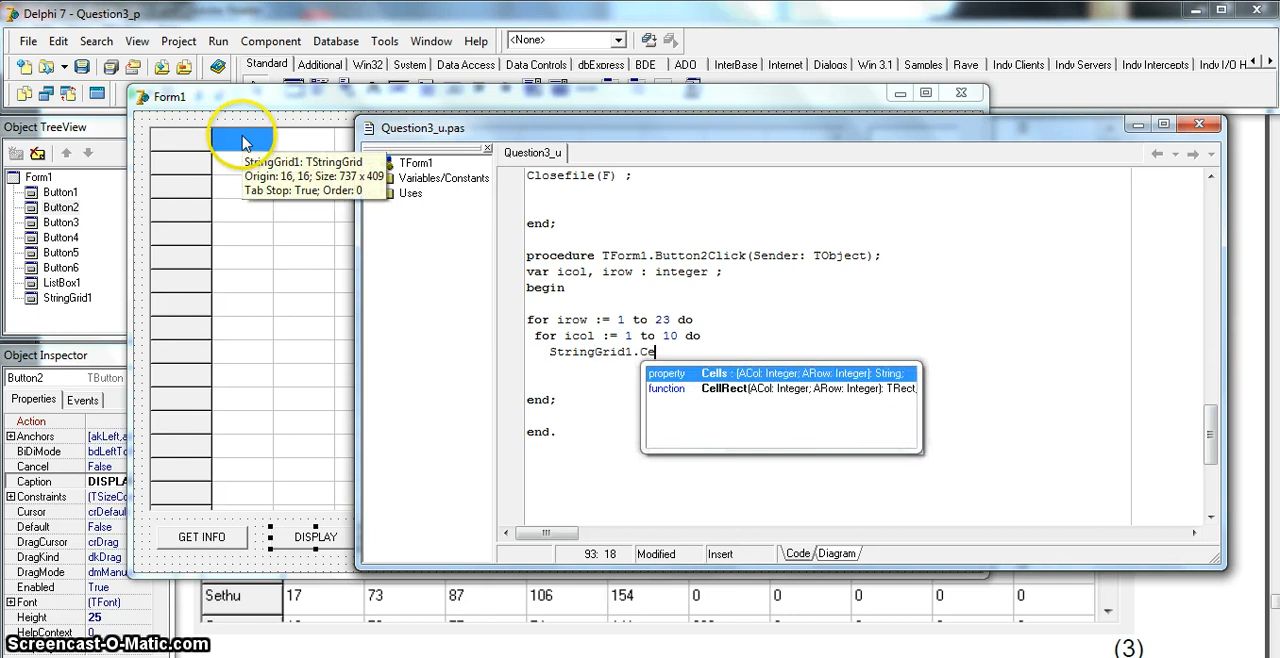 Delphi 7 - Question3_p
File Edit Search View Project Run Component Database Tools Window Help <None>
Standard Additional Win32 System Data Access Data Controls dbExpress BDE ADO InterBase Internet Dialogs Win 3.1 Samples Rave Indy Clients Indy Servers Indy Intercepts Indy I/O H
Form1
Object TreeView
Form1
Button1
Button2
Button3
Button4
Button5
Button6
ListBox1
StringGrid1
StringGrid1: TStringGrid
Origin: 16, 16; Size: 737 x 409
Tab Stop: True; Order: 0
Question3_u.pas
TForm1
Variables/Constants
Uses
Question3_u
Closefile(F) ;
end;
procedure TForm1.Button2Click(Sender: TObject);
var icol, irow : integer ;
begin
for irow := 1 to 23 do
for icol := 1 to 10 do
StringGrid1.Ce
property Cells : [ACol: Integer; ARow: Integer]: String;
function CellRect(ACol: Integer; ARow: Integer): TRect;
end;
end.
93: 18 Modified Insert Code Diagram
Object Inspector
Button2 TButton
Properties Events
Action
Anchors [akLeft,a
BiDiMode bdLeftTo
Cancel False
Caption DISPL
Constraints (TSizeCo
Cursor crDefau
Default False
DragCursor crDrag
DragKind dkDrag
DragMode dmManu
Enabled True
Font (TFont)
Height 25
HelpContext 0
GET INFO DISPLAY
Sethu 17 73 87 106 154 0 0 0 0 0
(3)
Screencast-O-Matic.com